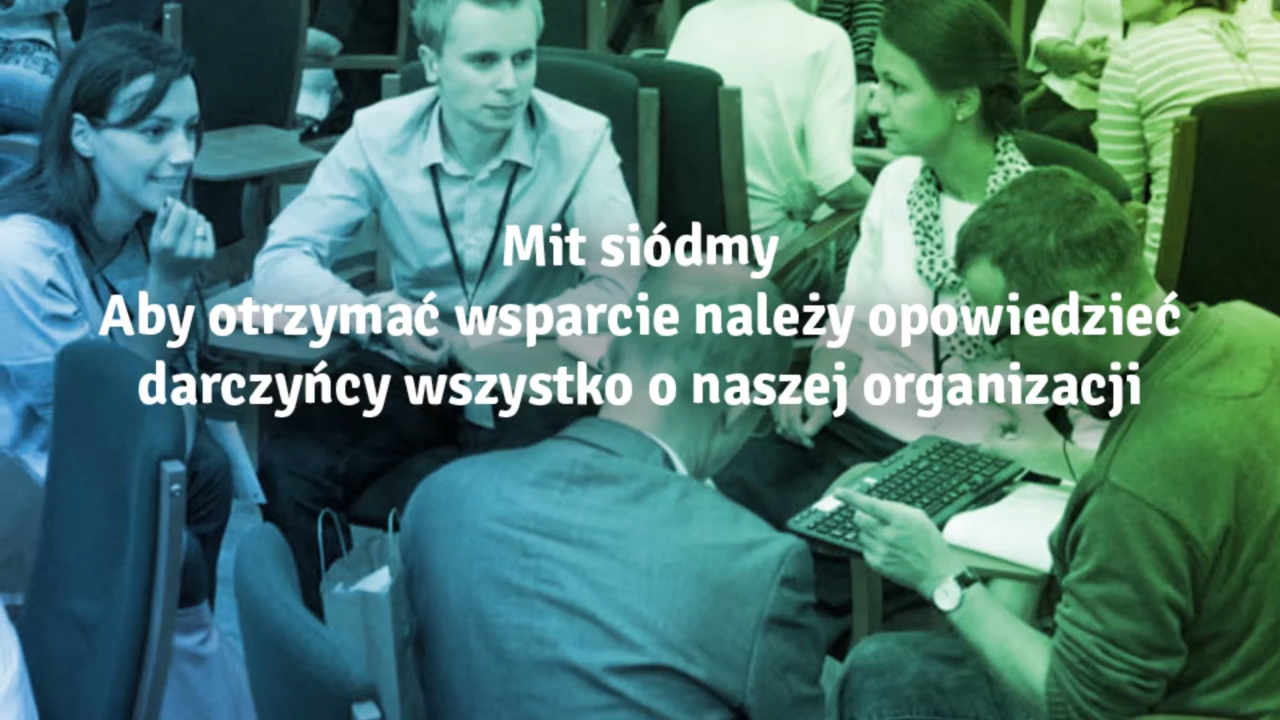 Mit siódmy
Aby otrzymać wsparcie należy opowiedzieć
darczyńcy wszystko o naszej organizacji